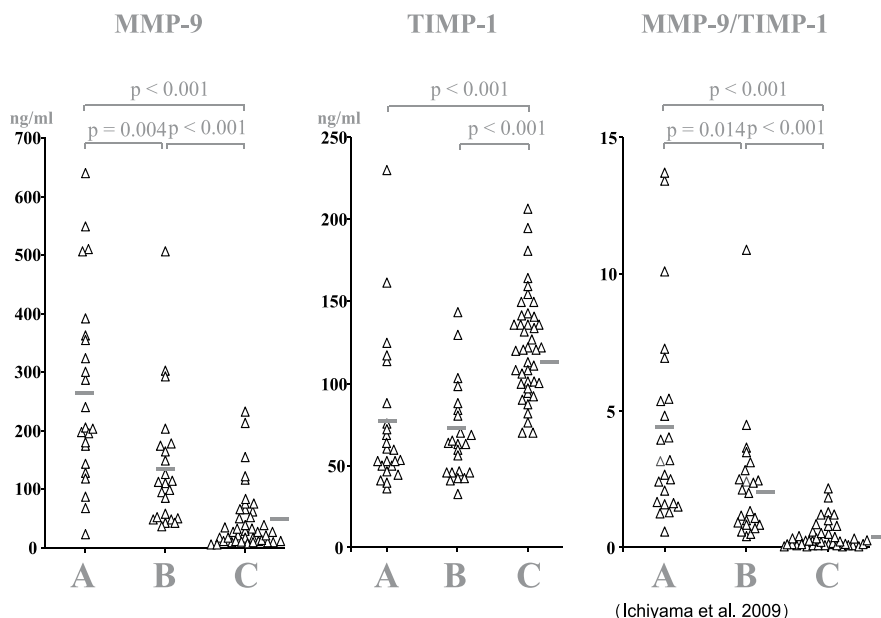 MMP-9 TIMP-1 MMP-9/TIMP-1
p < 0.001 p < 0.001 p < 0.001
ng/ml ng/ml
p = 0.004 p < 0.001 p < 0.001 p = 0.014 p < 0.001
700 250 15
600
500 200
400 150 10
300
200 100 5
100 50
0 0 0
A B C A B C A B C
(Ichiyama et al. 2009)